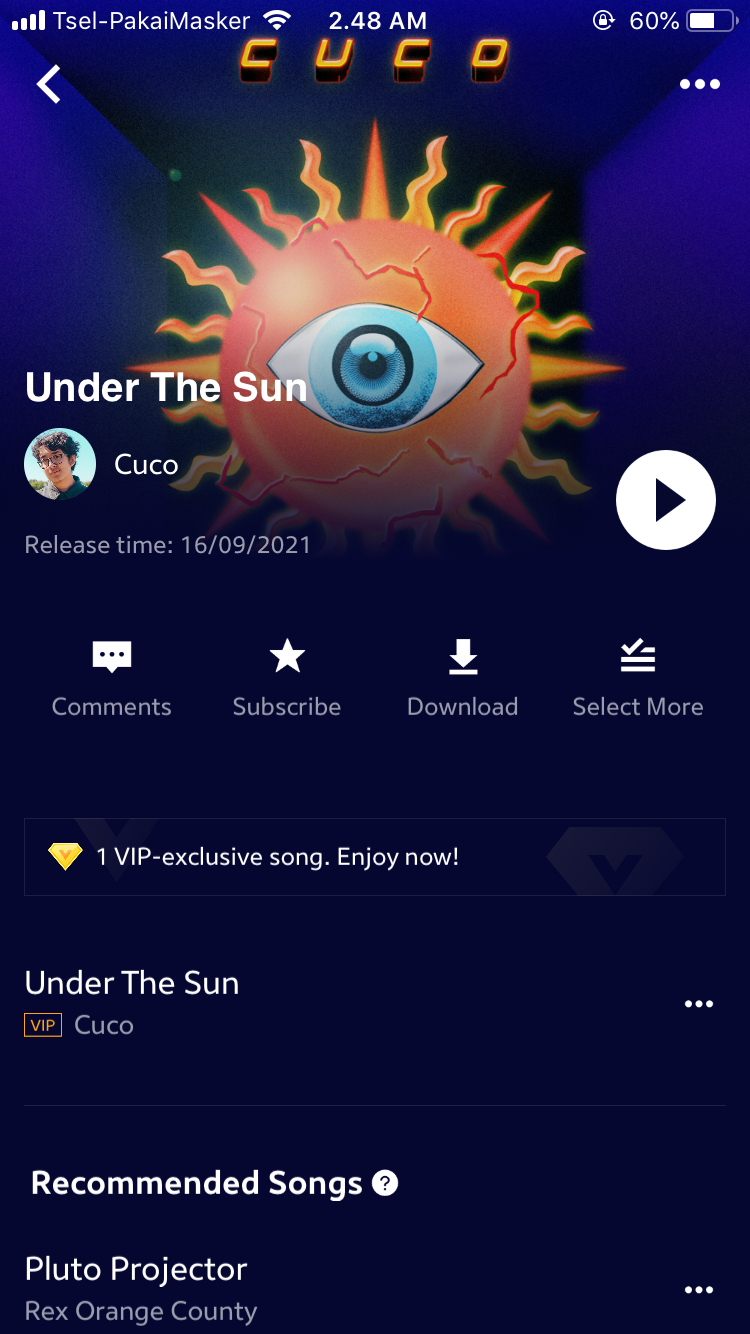 Tsel-PakaiMasker 2.48 AM 60%
CUCO
Under The Sun
Cuco
Release time: 16/09/2021
Comments Subscribe Download Select More
1 VIP-exclusive song. Enjoy now!
Under The Sun
VIP Cuco
Recommended Songs ?
Pluto Projector
Rex Orange County